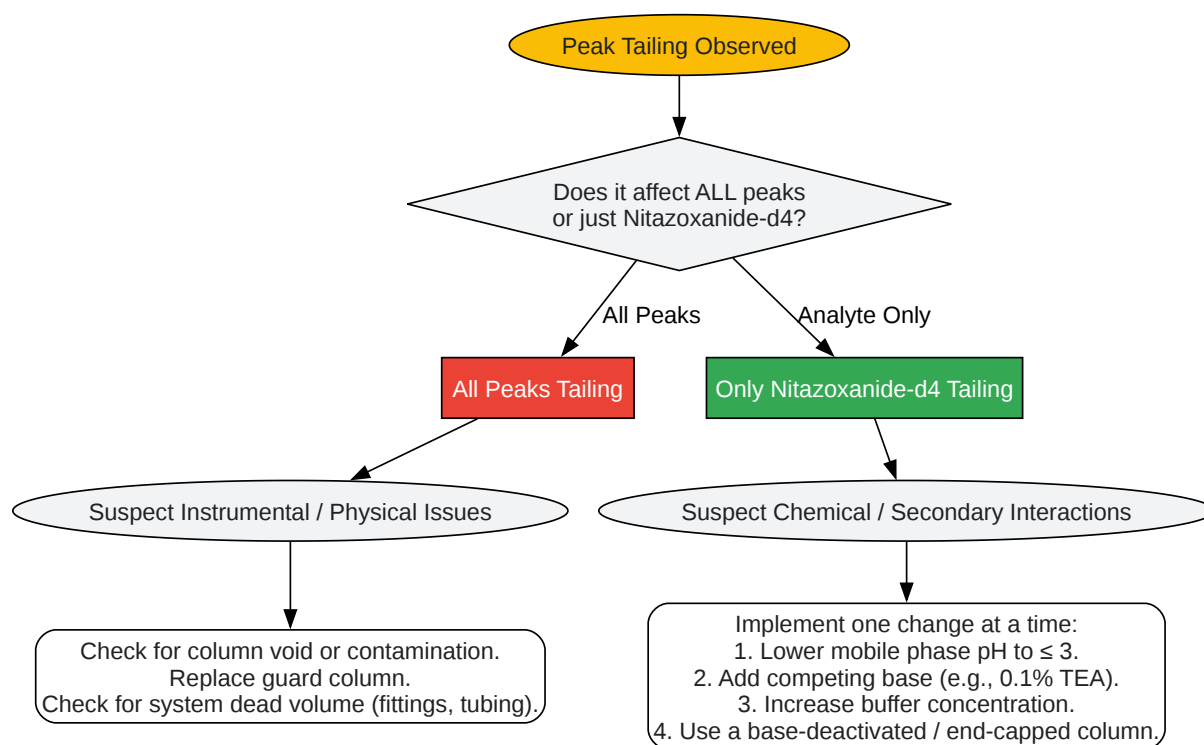 Peak Tailing Observed
Does it affect ALL peaks
or just Nitazoxanide-d4?
All Peaks
Analyte Only
All Peaks Tailing
Only Nitazoxanide-d4 Tailing
Suspect Instrumental / Physical Issues
Suspect Chemical / Secondary Interactions
Check for column void or contamination.
Replace guard column.
Check for system dead volume (fittings, tubing).
Implement one change at a time:
1. Lower mobile phase pH to ≤ 3.
2. Add competing base (e.g., 0.1% TEA).
3. Increase buffer concentration.
4. Use a base-deactivated / end-capped column.